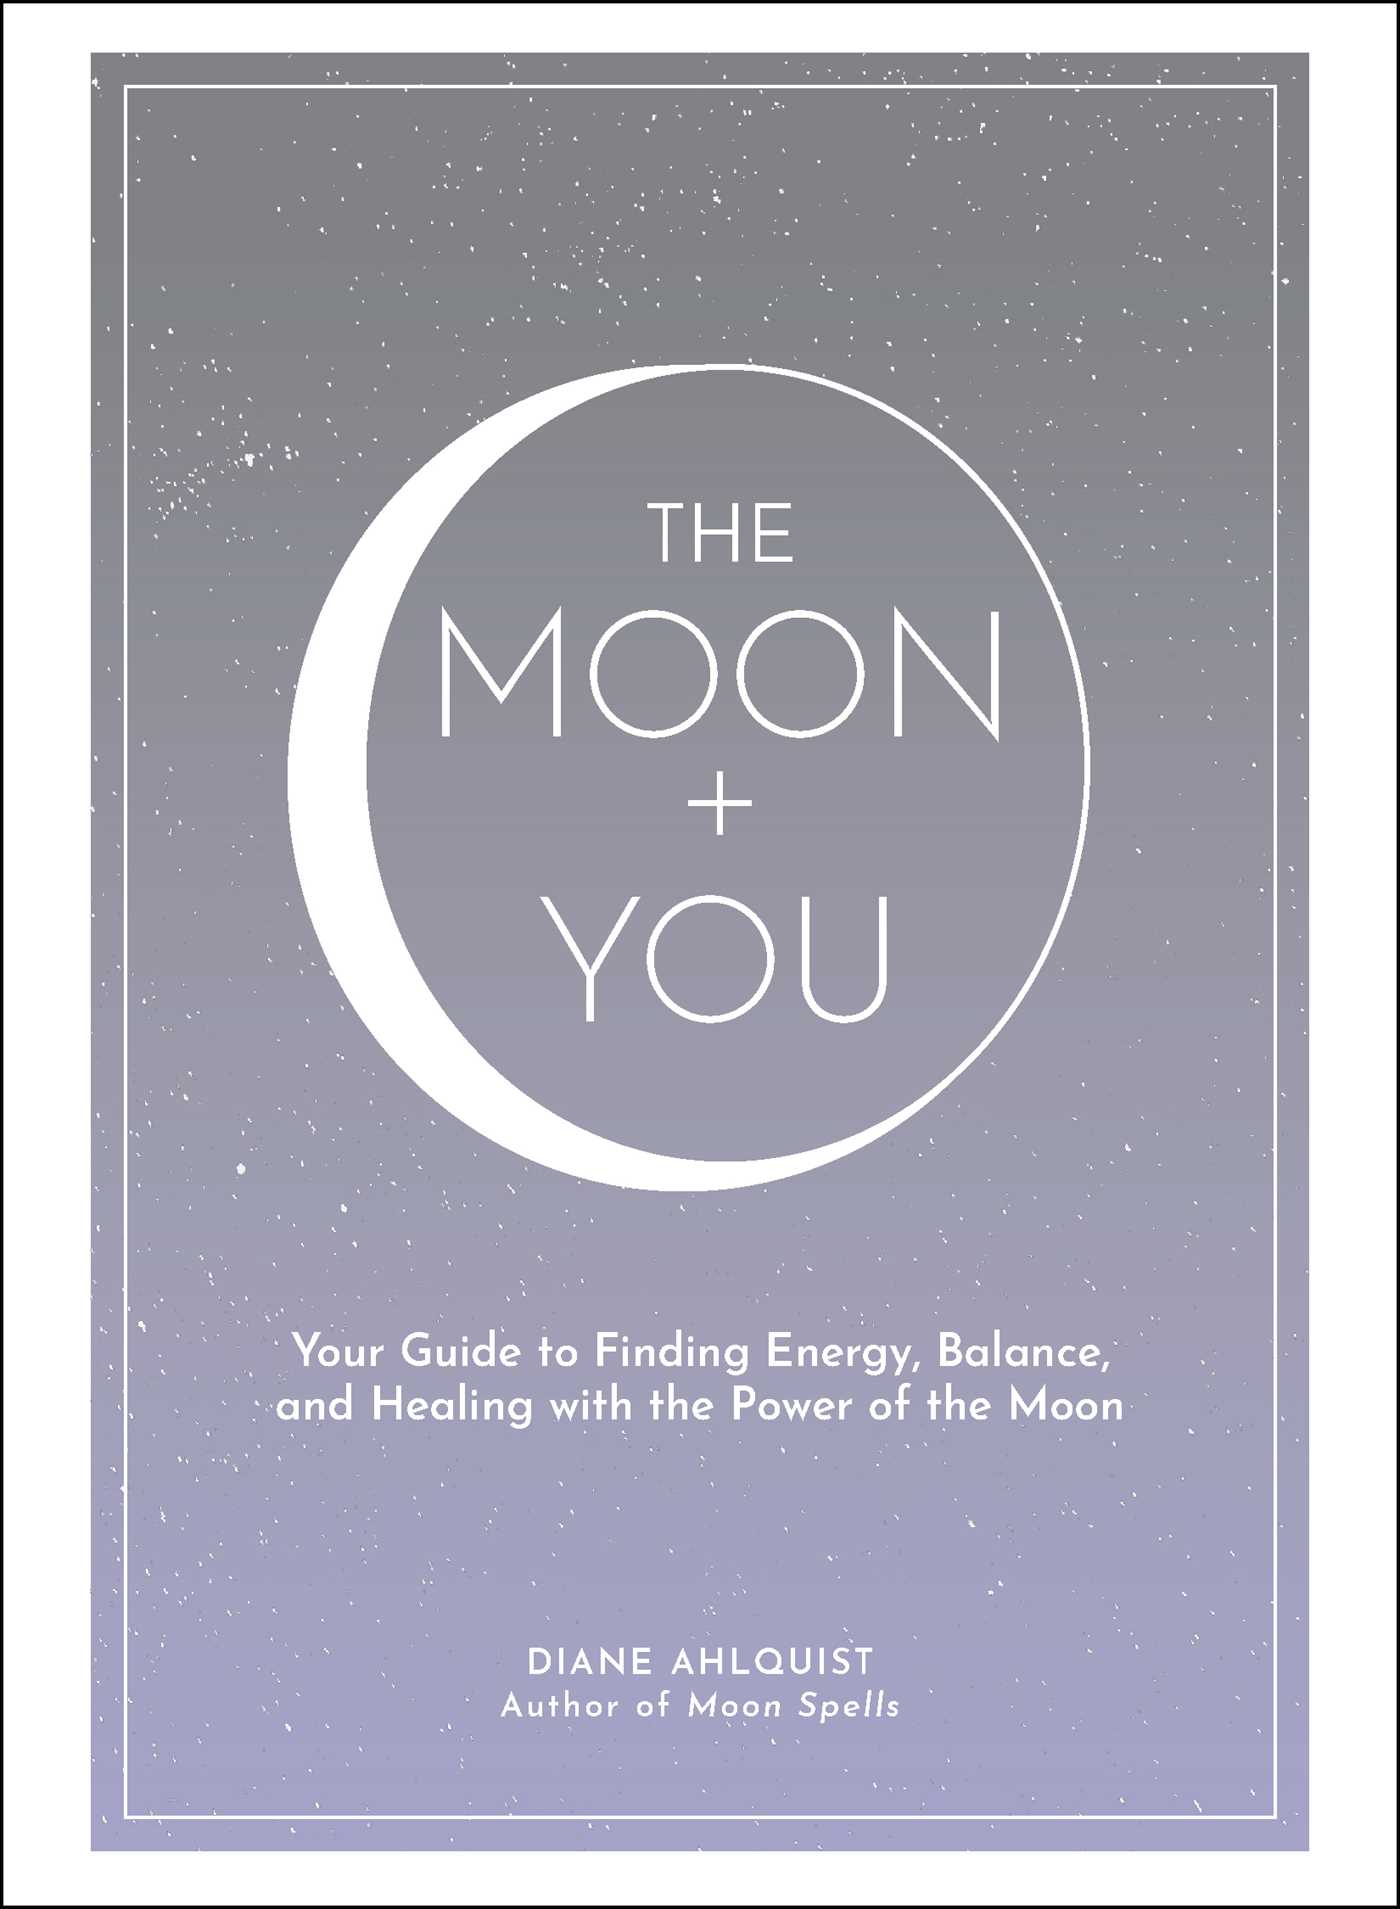 THE
MOON
+
YOU
Your Guide to Finding Energy, Balance,
and Healing with the Power of the Moon
DIANE AHLQUIST
Author of Moon Spells